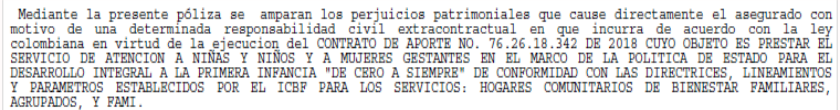 Mediante la presente póliza se amparan los perjuicios patrimoniales que cause directamente el asegurado con
motivo de una determinada responsabilidad civil extracontractual en que incurra de acuerdo con la ley
colombiana en virtud de la ejecucion del CONTRATO DE APORTE NO. 76.26.18.342 DE 2018 CUYO OBJETO ES PRESTAR EL
SERVICIO DE ATENCION A NIÑAS Y NIÑOS Y A MUJERES GESTANTES EN EL MARCO DE LA POLITICA DE ESTADO PARA EL
DESARROLLO INTEGRAL A LA PRIMERA INFANCIA "DE CERO A SIEMPRE" DE CONFORMIDAD CON LAS DIRECTRICES, LINEAMIENTOS
Y PARAMETROS ESTABLECIDOS POR EL ICBF PARA LOS SERVICIOS: HOGARES COMUNITARIOS DE BIENESTAR FAMILIARES,
AGRUPADOS, Y FAMI.